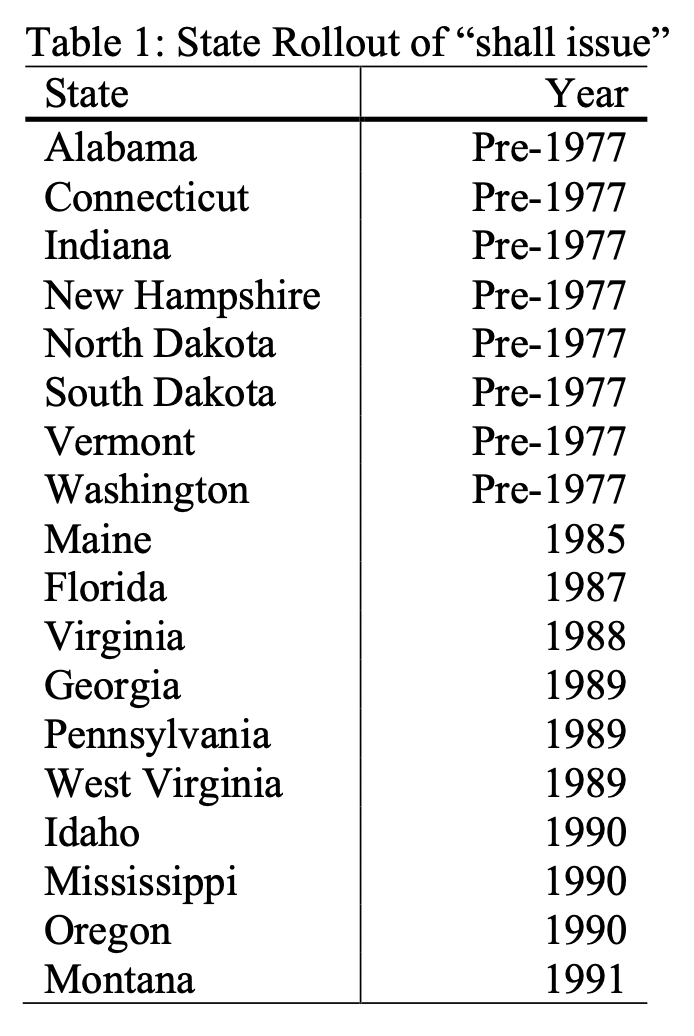 Table 1: State Rollout of “shall issue”
State Year
Alabama Pre-1977
Connecticut Pre-1977
Indiana Pre-1977
New Hampshire Pre-1977
North Dakota Pre-1977
South Dakota Pre-1977
Vermont Pre-1977
Washington Pre-1977
Maine 1985
Florida 1987
Virginia 1988
Georgia 1989
Pennsylvania 1989
West Virginia 1989
Idaho 1990
Mississippi 1990
Oregon 1990
Montana 1991